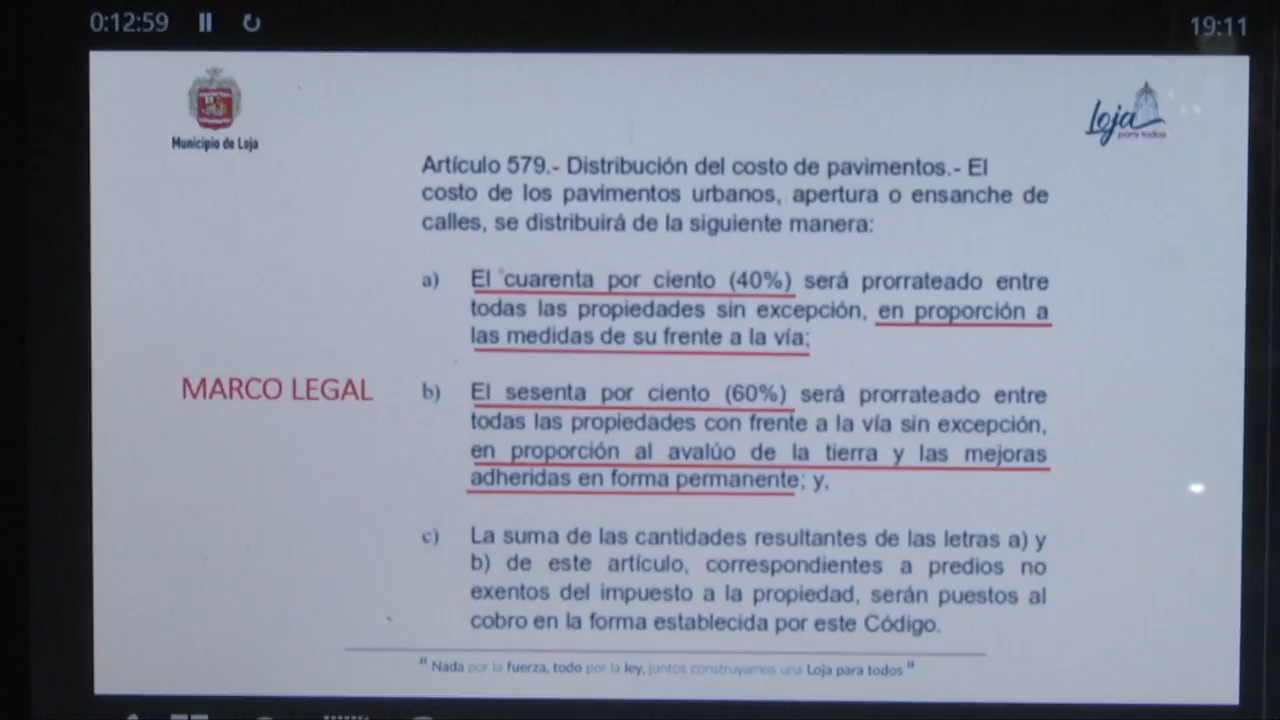 0:12:59
19:11
Municipio de Loja
Loja
para todos
Artículo 579.- Distribución del costo de pavimentos.- El
costo de los pavimentos urbanos, apertura o ensanche de
calles, se distribuirá de la siguiente manera:
a) El cuarenta por ciento (40%) será prorrateado entre
todas las propiedades sin excepción, en proporción a
las medidas de su frente a la vía;
MARCO LEGAL
b) El sesenta por ciento (60%) será prorrateado entre
todas las propiedades con frente a la vía sin excepción,
en proporción al avalúo de la tierra y las mejoras
adheridas en forma permanente; y,
c) La suma de las cantidades resultantes de las letras a) y
b) de este artículo, correspondientes a predios no
exentos del impuesto a la propiedad, serán puestos al
cobro en la forma establecida por este Código.
" Nada por la fuerza, todo por la ley, juntos construyamos una Loja para todos "